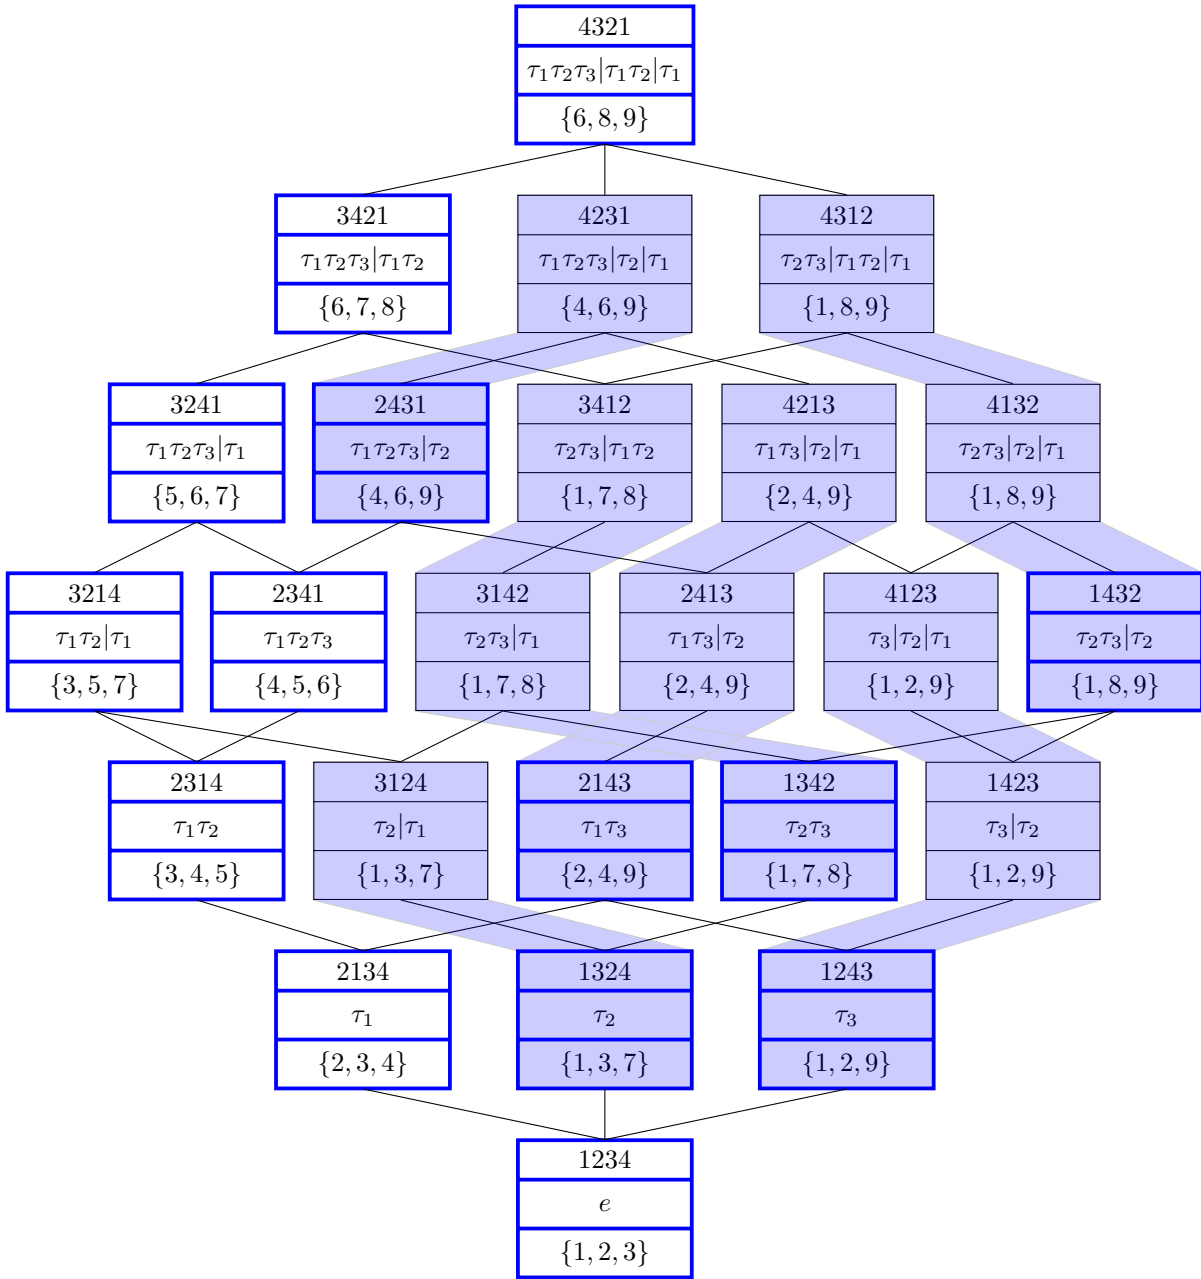 4321
τ₁τ₂τ₃|τ₁τ₂|τ₁
{6, 8, 9}
3421
τ₁τ₂τ₃|τ₁τ₂
{6, 7, 8}
4231
τ₁τ₂τ₃|τ₂|τ₁
{4, 6, 9}
4312
τ₂τ₃|τ₁τ₂|τ₁
{1, 8, 9}
3241
τ₁τ₂τ₃|τ₁
{5, 6, 7}
2431
τ₁τ₂τ₃|τ₂
{4, 6, 9}
3412
τ₂τ₃|τ₁τ₂
{1, 7, 8}
4213
τ₁τ₃|τ₂|τ₁
{2, 4, 9}
4132
τ₂τ₃|τ₂|τ₁
{1, 8, 9}
3214
τ₁τ₂|τ₁
{3, 5, 7}
2341
τ₁τ₂τ₃
{4, 5, 6}
3142
τ₂τ₃|τ₁
{1, 7, 8}
2413
τ₁τ₃|τ₂
{2, 4, 9}
4123
τ₃|τ₂|τ₁
{1, 2, 9}
1432
τ₂τ₃|τ₂
{1, 8, 9}
2314
τ₁τ₂
{3, 4, 5}
3124
τ₂|τ₁
{1, 3, 7}
2143
τ₁τ₃
{2, 4, 9}
1342
τ₂τ₃
{1, 7, 8}
1423
τ₃|τ₂
{1, 2, 9}
2134
τ₁
{2, 3, 4}
1324
τ₂
{1, 3, 7}
1243
τ₃
{1, 2, 9}
1234
e
{1, 2, 3}